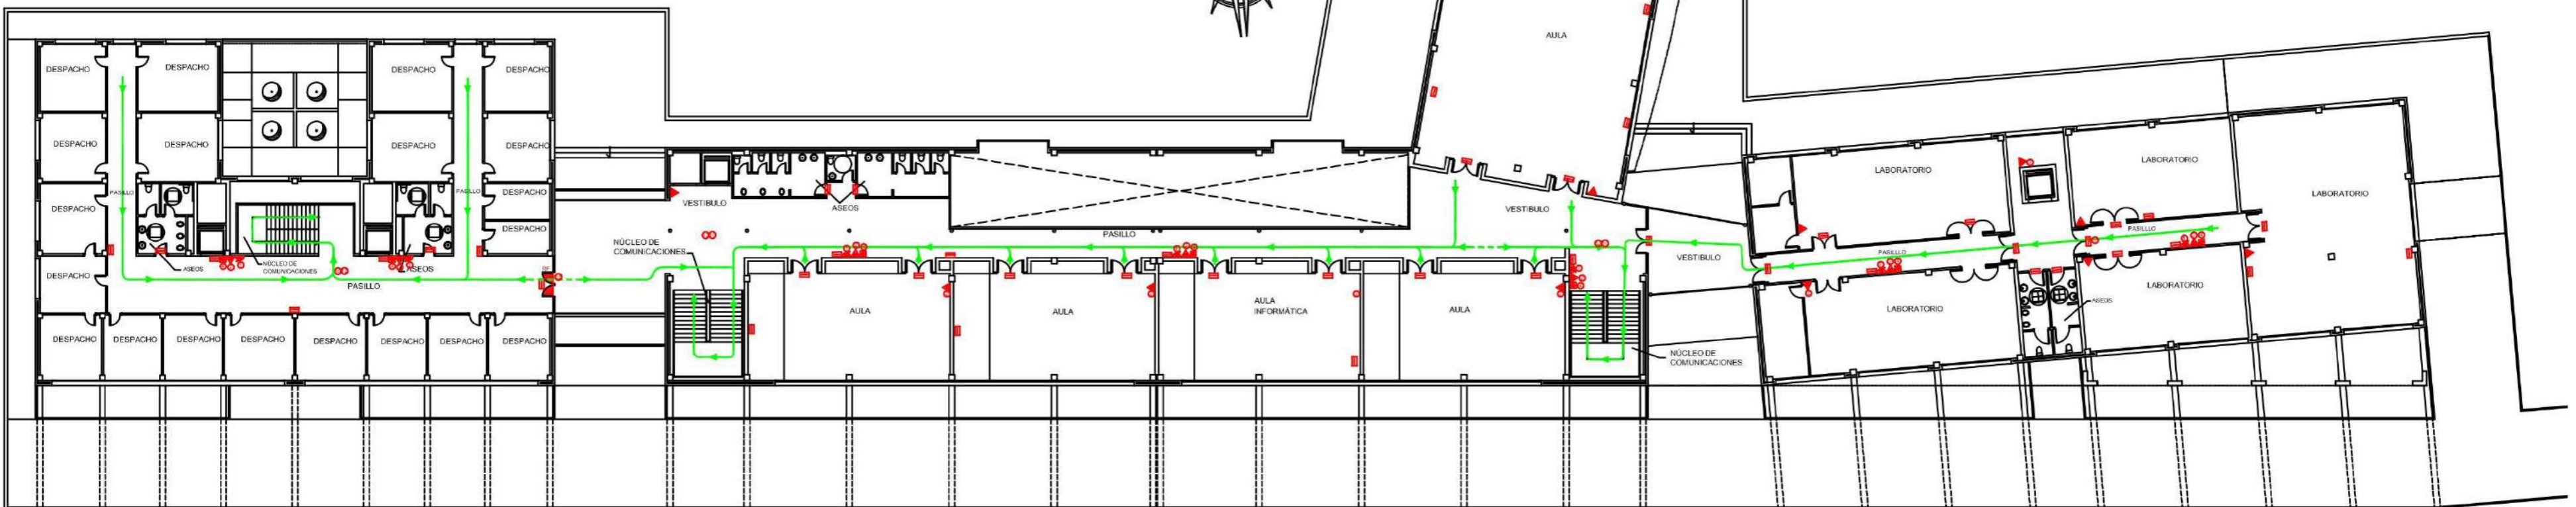 AULA
DESPACHO
DESPACHO
DESPACHO
DESPACHO
DESPACHO
DESPACHO
DESPACHO
DESPACHO
PASILLO
PASILLO
DESPACHO
DESPACHO
DESPACHO
ASEOS
NÚCLEO DE
COMUNICACIONES
ASEOS
DESPACHO
PASILLO
DESPACHO
DESPACHO
DESPACHO
DESPACHO
DESPACHO
DESPACHO
DESPACHO
DESPACHO
VESTIBULO
ASEOS
NÚCLEO DE
COMUNICACIONES
PASILLO
VESTIBULO
AULA
AULA
AULA
INFORMÁTICA
AULA
NÚCLEO DE
COMUNICACIONES
VESTIBULO
LABORATORIO
LABORATORIO
LABORATORIO
PASILLO
PASILLO
LABORATORIO
LABORATORIO
ASEOS